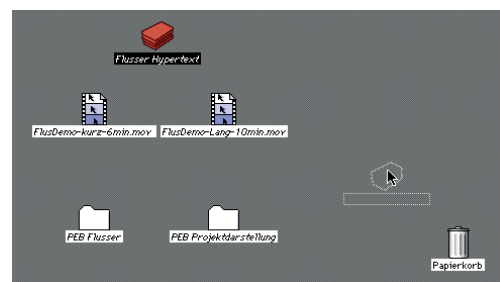 Flusser Hypertext
FlusDemo-kurz-6min.mov
FlusDemo-Lang-10min.mov
PEB Flusser
PEB Projektdarstellung
Papierkorb